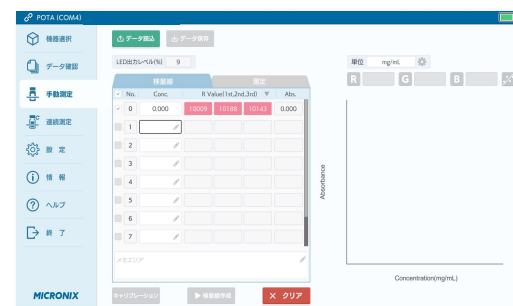 POTA (COM4)
機種選択
データ確認
手動測定
連続測定
設 定
情 報
ヘルプ
終 了
MICRONIX
データ読込
データ保存
LED出力レベル(%) 9
検量線 測定
No. Conc. R Value(1st,2nd,3rd) ▼ Abs.
0 0.000 10009 10188 10143 0.000
1
2
3
4
5
6
7
メモエリア
キャリブレーション
検量線作成
クリア
単位 mg/mL
R G B
Absorbance
Concentration(mg/mL)